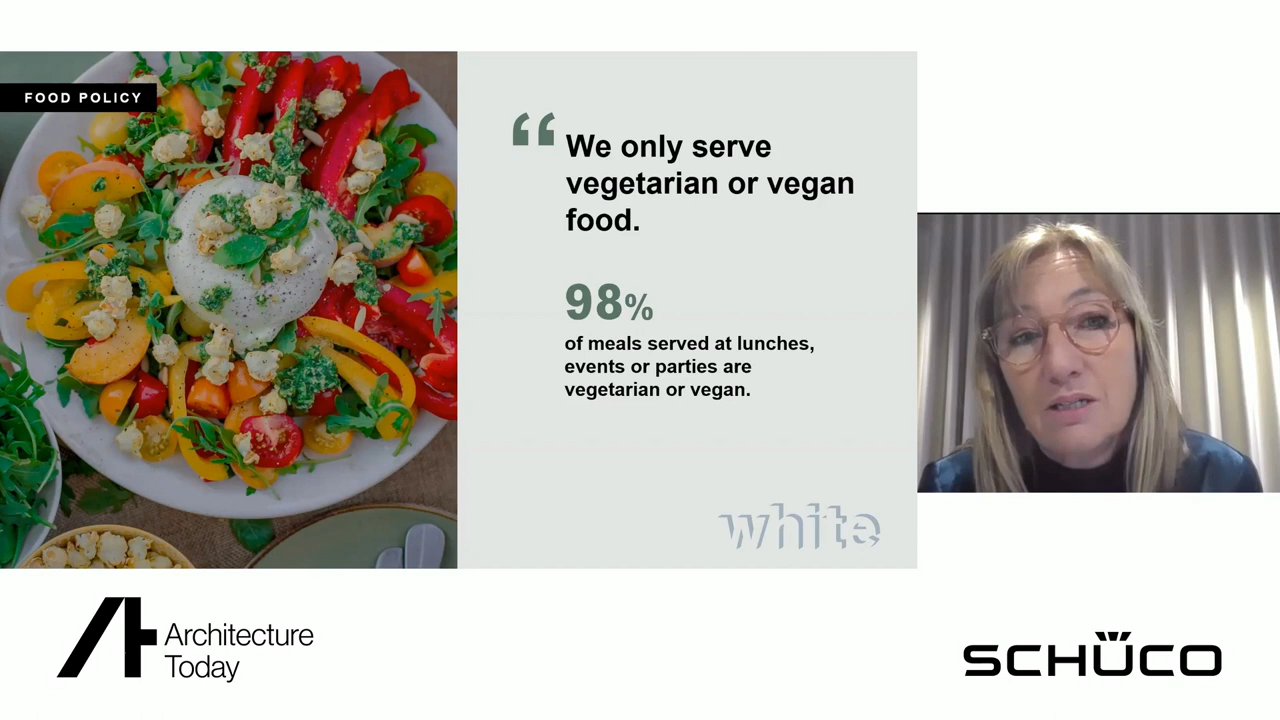 FOOD POLICY
“
We only serve
vegetarian or vegan
food.
98%
of meals served at lunches,
events or parties are
vegetarian or vegan.
white
Architecture
Today
SCHÜCO